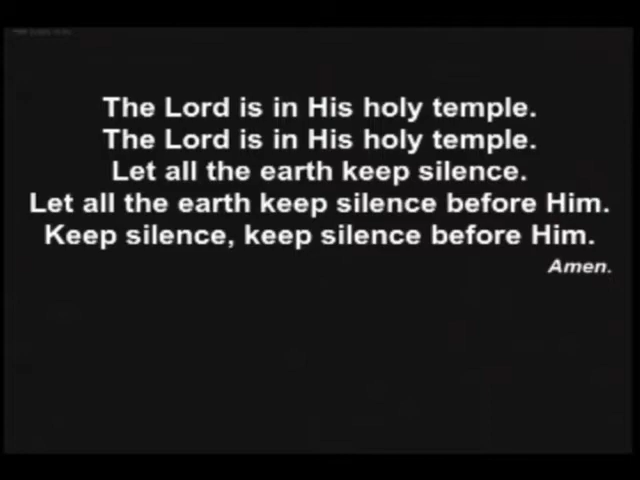 The Lord is in His holy temple.
The Lord is in His holy temple.
Let all the earth keep silence.
Let all the earth keep silence before Him.
Keep silence, keep silence before Him.
Amen.